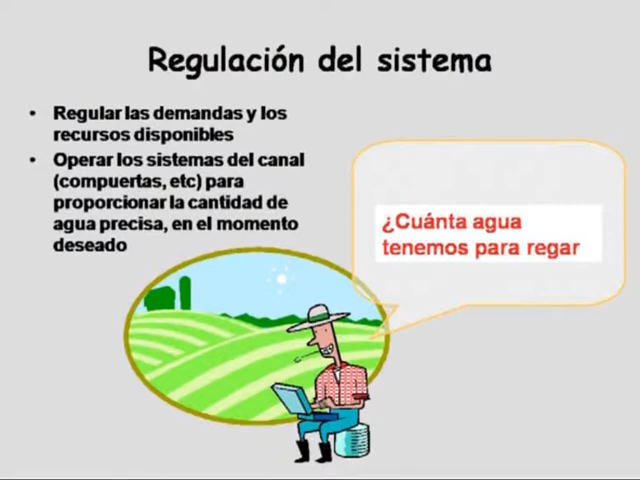 Regulación del sistema
• Regular las demandas y los
recursos disponibles
• Operar los sistemas del canal
(compuertas, etc) para
proporcionar la cantidad de
agua precisa, en el momento
deseado
¿Cuánta agua
tenemos para regar